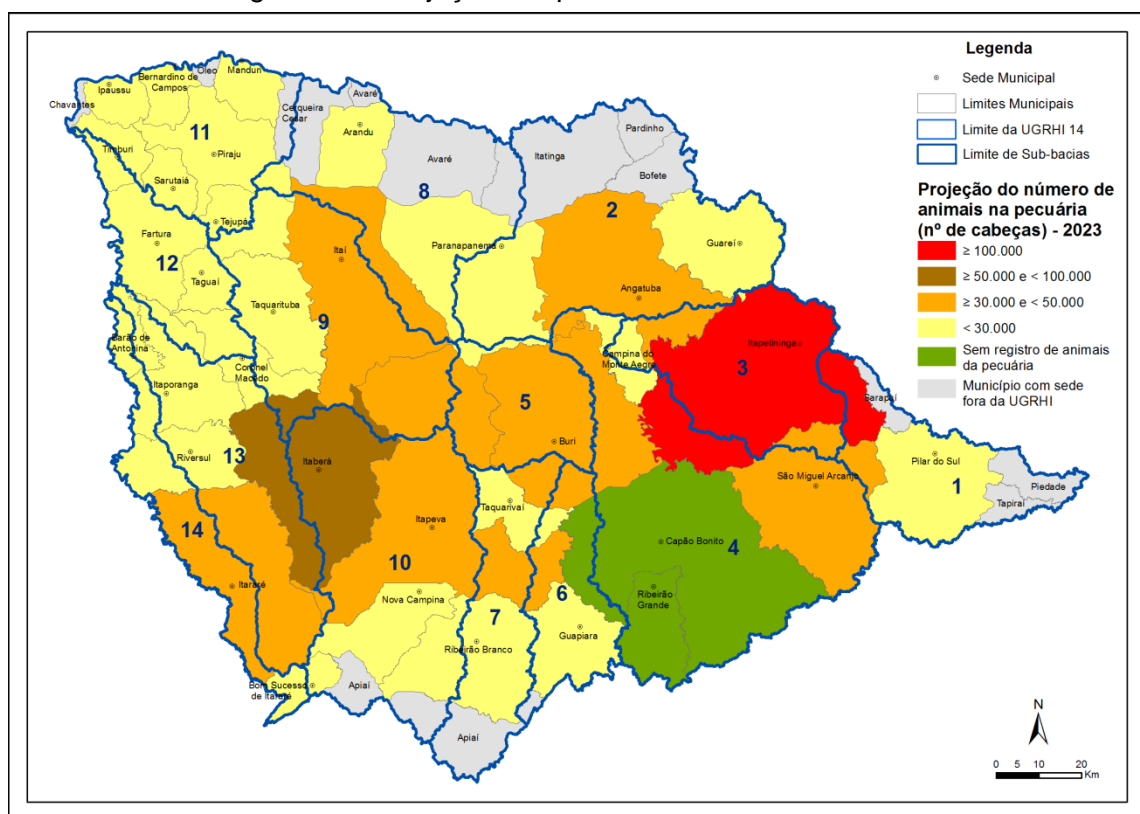 Legenda
Sede Municipal
Limites Municipais
Limite da UGRHI 14
Limite de Sub-bacias
Projeção do número de
animais na pecuária
(nº de cabeças) - 2023
≥ 100.000
≥ 50.000 e < 100.000
≥ 30.000 e < 50.000
< 30.000
Sem registro de animais
da pecuária
Município com sede
fora da UGRHI
Manduri
Óleo
Bernardino de
Campos
Ipaussu
Chavantes
Cerqueira
Cesar
Avaré
Arandu
11
Timburi
Piraju
Sarutaiá
Tejupá
Avaré
8
Itatinga
Pardinho
Bofete
2
Guareí
Fartura
12
Taguaí
Itaí
Paranapanema
Angatuba
Taquarituba
9
Barão de
Antonina
Coronel
Macedo
Itaporanga
Campina do
Monte Alegre
Itapetininga
3
Sarapuí
5
Buri
13
Riversul
Itaberá
Pilar do Sul
1
Piedade
Tapiraí
São Miguel Arcanjo
14
Itararé
Taquarivaí
Itapeva
10
Capão Bonito
4
Ribeirão
Grande
Nova Campina
6
7
Ribeirão Branco
Guapiara
Bom Sucesso
de Itararé
Apiaí
Apiaí
N
0 5 10 20
Km